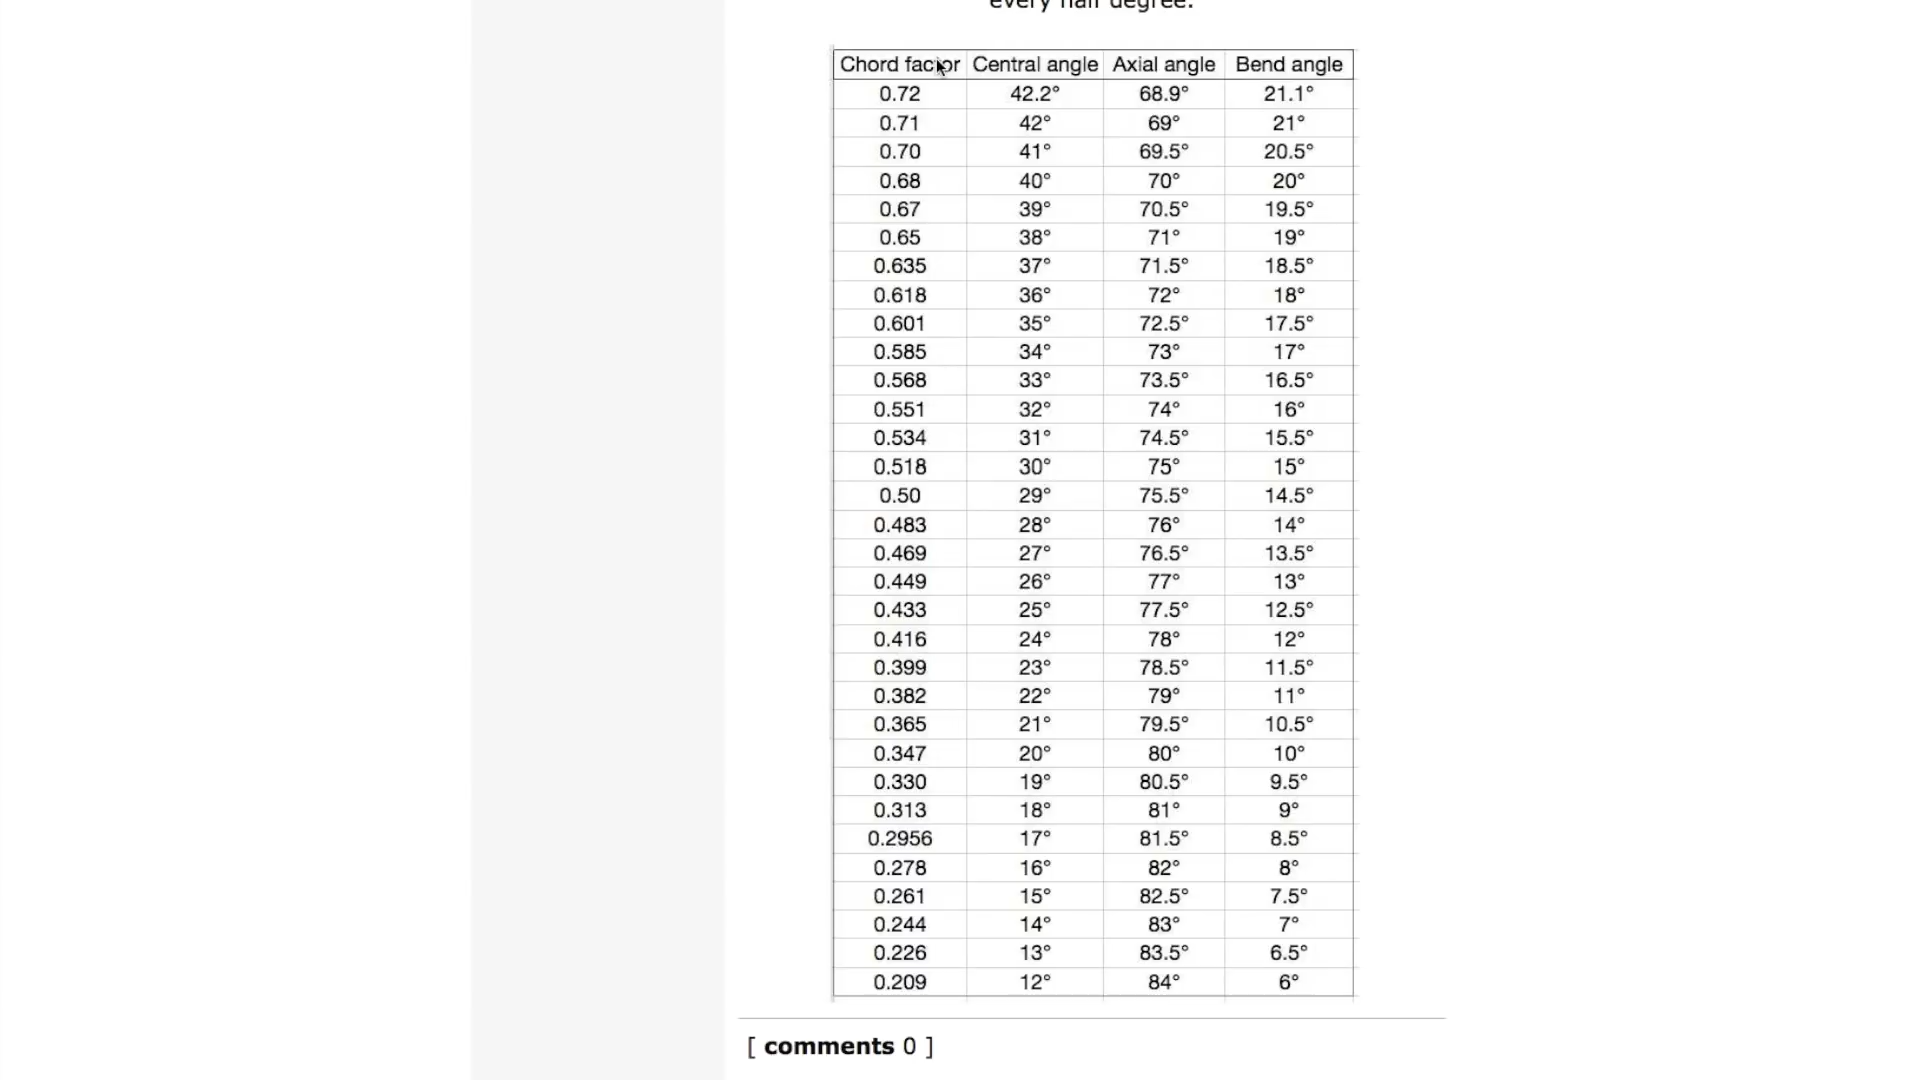 every half degree.
Chord factor Central angle Axial angle Bend angle
0.72 42.2° 68.9° 21.1°
0.71 42° 69° 21°
0.70 41° 69.5° 20.5°
0.68 40° 70° 20°
0.67 39° 70.5° 19.5°
0.65 38° 71° 19°
0.635 37° 71.5° 18.5°
0.618 36° 72° 18°
0.601 35° 72.5° 17.5°
0.585 34° 73° 17°
0.568 33° 73.5° 16.5°
0.551 32° 74° 16°
0.534 31° 74.5° 15.5°
0.518 30° 75° 15°
0.50 29° 75.5° 14.5°
0.483 28° 76° 14°
0.469 27° 76.5° 13.5°
0.449 26° 77° 13°
0.433 25° 77.5° 12.5°
0.416 24° 78° 12°
0.399 23° 78.5° 11.5°
0.382 22° 79° 11°
0.365 21° 79.5° 10.5°
0.347 20° 80° 10°
0.330 19° 80.5° 9.5°
0.313 18° 81° 9°
0.2956 17° 81.5° 8.5°
0.278 16° 82° 8°
0.261 15° 82.5° 7.5°
0.244 14° 83° 7°
0.226 13° 83.5° 6.5°
0.209 12° 84° 6°
[ comments 0 ]